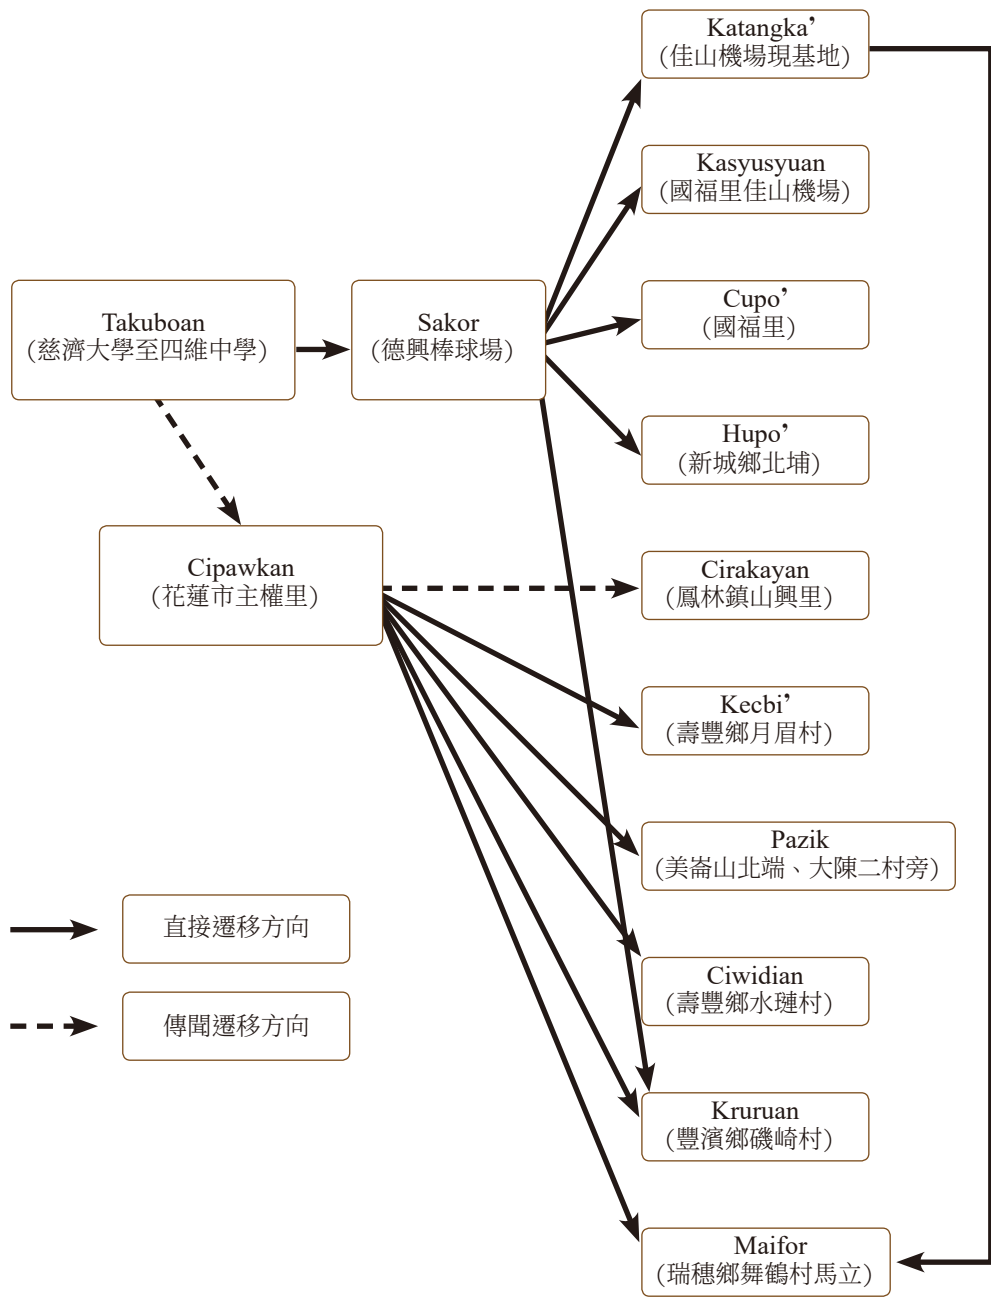 Katangka’
(佳山機場現基地)
Kasyusyuan
(國福里佳山機場)
Takuboan
(慈濟大學至四維中學)
Sakor
(德興棒球場)
Cupo’
(國福里)
Hupo’
(新城鄉北埔)
Cipawkan
(花蓮市主權里)
Cirakayan
(鳳林鎮山興里)
Kecbi’
(壽豐鄉月眉村)
Pazik
(美崙山北端、大陳二村旁)
Ciwidian
(壽豐鄉水璉村)
Kruruan
(豐濱鄉磯崎村)
Maifor
(瑞穗鄉舞鶴村馬立)
直接遷移方向
傳聞遷移方向